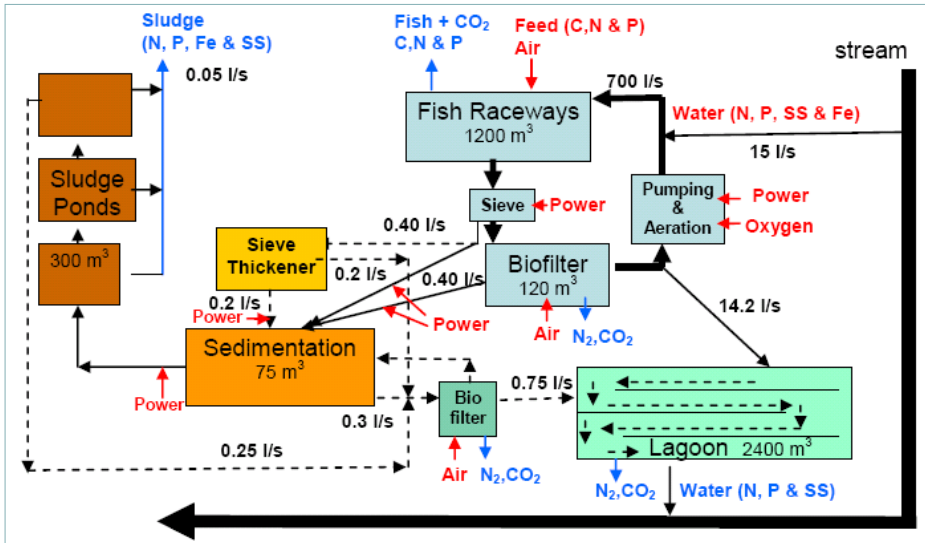 Sludge
(N, P, Fe & SS)
0.05 l/s
Fish + CO₂
C,N & P
Feed (C,N & P)
Air
stream
700 l/s
Fish Raceways
1200 m³
Water (N, P, SS & Fe)
15 l/s
Sludge
Ponds
300 m³
Sieve
Power
Pumping
&
Aeration
Power
Oxygen
Sieve
Thickener
0.40 l/s
0.2 l/s
0.40 l/s
Biofilter
120 m³
0.2 l/s
Power
Power
Air
N₂,CO₂
14.2 l/s
Sedimentation
75 m³
Power
0.3 l/s
Bio
filter
0.75 l/s
Lagoon 2400 m³
0.25 l/s
Air
N₂,CO₂
N₂,CO₂
Water (N, P & SS)